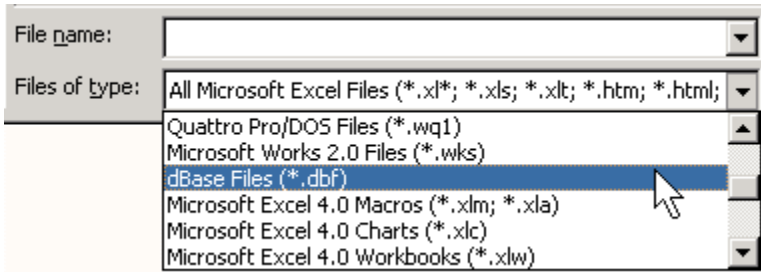 File name:
Files of type: All Microsoft Excel Files (*.xl*; *.xls; *.xlt; *.htm; *.html;
Quattro Pro/DOS Files (*.wq1)
Microsoft Works 2.0 Files (*.wks)
dBase Files (*.dbf)
Microsoft Excel 4.0 Macros (*.xlm; *.xla)
Microsoft Excel 4.0 Charts (*.xlc)
Microsoft Excel 4.0 Workbooks (*.xlw)